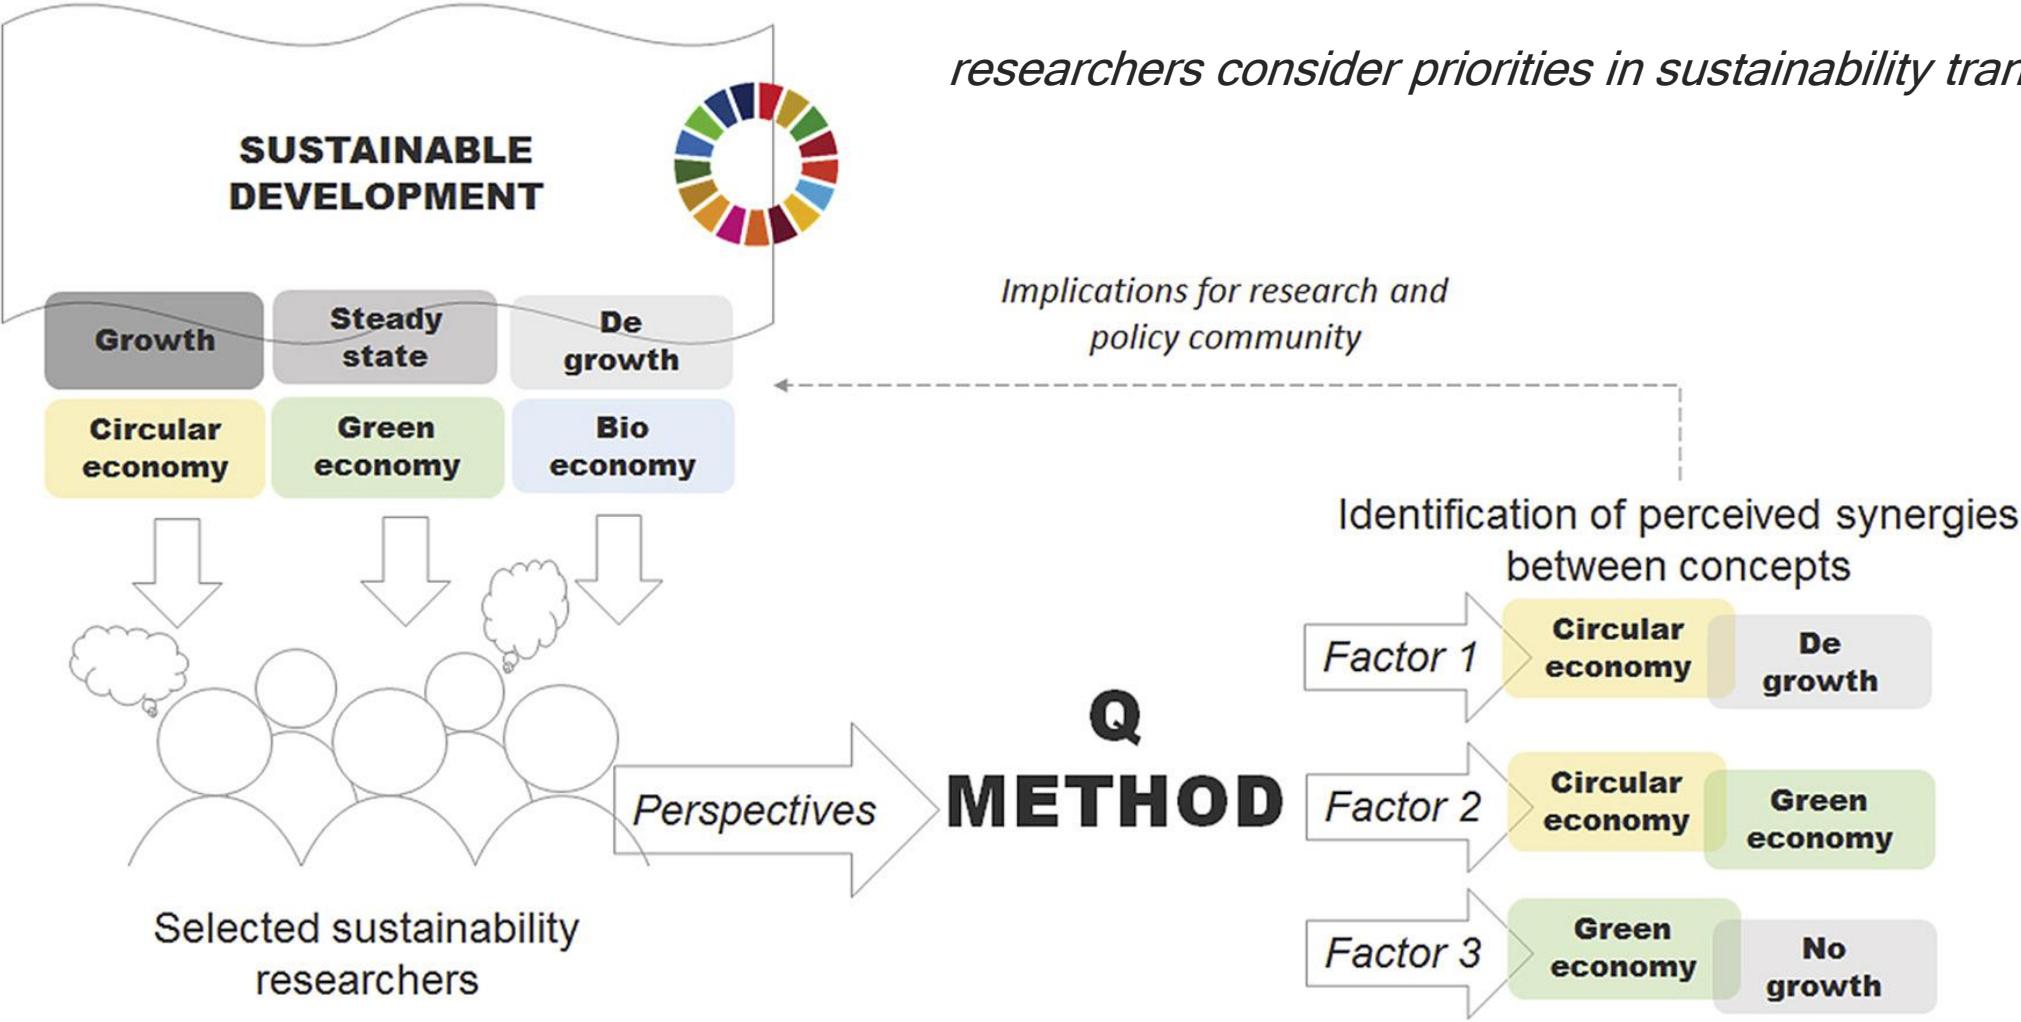 researchers consider priorities in sustainability
SUSTAINABLE
DEVELOPMENT
Implications for research and
policy community
Growth
Steady
state
De
growth
Circular
economy
Green
economy
Bio
economy
Identification of perceived synergies
between concepts
Factor 1
Circular
economy
De
growth
Q
METHOD
Perspectives
Factor 2
Circular
economy
Green
economy
Factor 3
Green
economy
No
growth
Selected sustainability
researchers